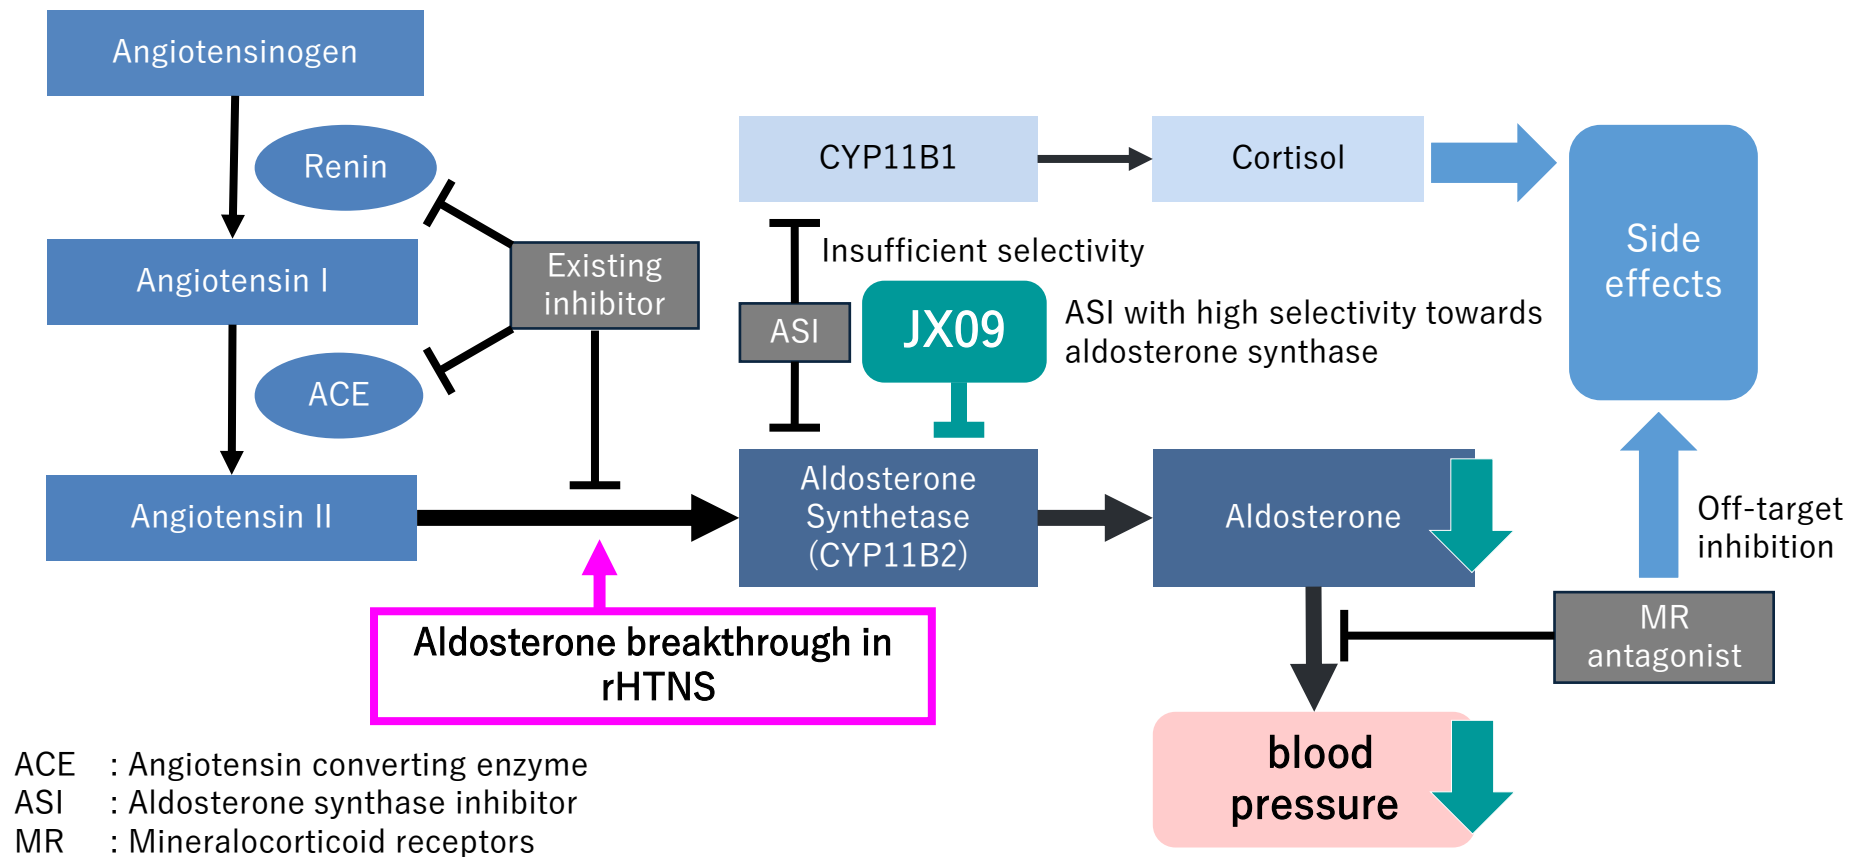 Angiotensinogen
Renin
Angiotensin I
ACE
Angiotensin II
Existing
inhibitor
CYP11B1
Cortisol
Insufficient selectivity
ASI
JX09
ASI with high selectivity towards
aldosterone synthase
Side
effects
Aldosterone
Synthetase
(CYP11B2)
Aldosterone
Off-target
inhibition
MR
antagonist
Aldosterone breakthrough in
rHTNS
blood
pressure
ACE : Angiotensin converting enzyme
ASI : Aldosterone synthase inhibitor
MR : Mineralocorticoid receptors